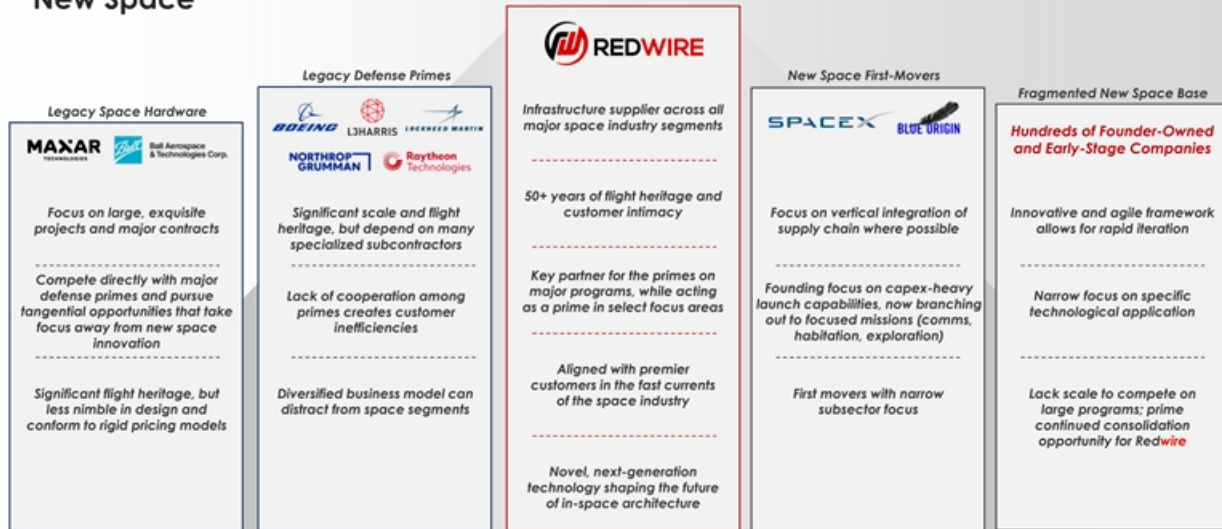 New Space
Legacy Space Hardware
MAXAR
TECHNOLOGIES
Ball
Ball Aerospace
& Technologies Corp.
Focus on large, exquisite
projects and major contracts
Compete directly with major
defense primes and pursue
tangential opportunities that take
focus away from new space
innovation
Significant flight heritage, but
less nimble in design and
conform to rigid pricing models
Legacy Defense Primes
BOEING
L3HARRIS
LOCKHEED MARTIN
NORTHROP
GRUMMAN
Raytheon
Technologies
Significant scale and flight
heritage, but depend on many
specialized subcontractors
Lack of cooperation among
primes creates customer
inefficiencies
Diversified business model can
distract from space segments
REDWIRE
Infrastructure supplier across all
major space industry segments
50+ years of flight heritage and
customer intimacy
Key partner for the primes on
major programs, while acting
as a prime in select focus areas
Aligned with premier
customers in the fast currents
of the space industry
Novel, next-generation
technology shaping the future
of in-space architecture
New Space First-Movers
SPACEX
BLUE ORIGIN
Focus on vertical integration of
supply chain where possible
Founding focus on capex-heavy
launch capabilities, now branching
out to focused missions (comms,
habitation, exploration)
First movers with narrow
subsector focus
Fragmented New Space Base
Hundreds of Founder-Owned
and Early-Stage Companies
Innovative and agile framework
allows for rapid iteration
Narrow focus on specific
technological application
Lack scale to compete on
large programs; prime
continued consolidation
opportunity for Redwire